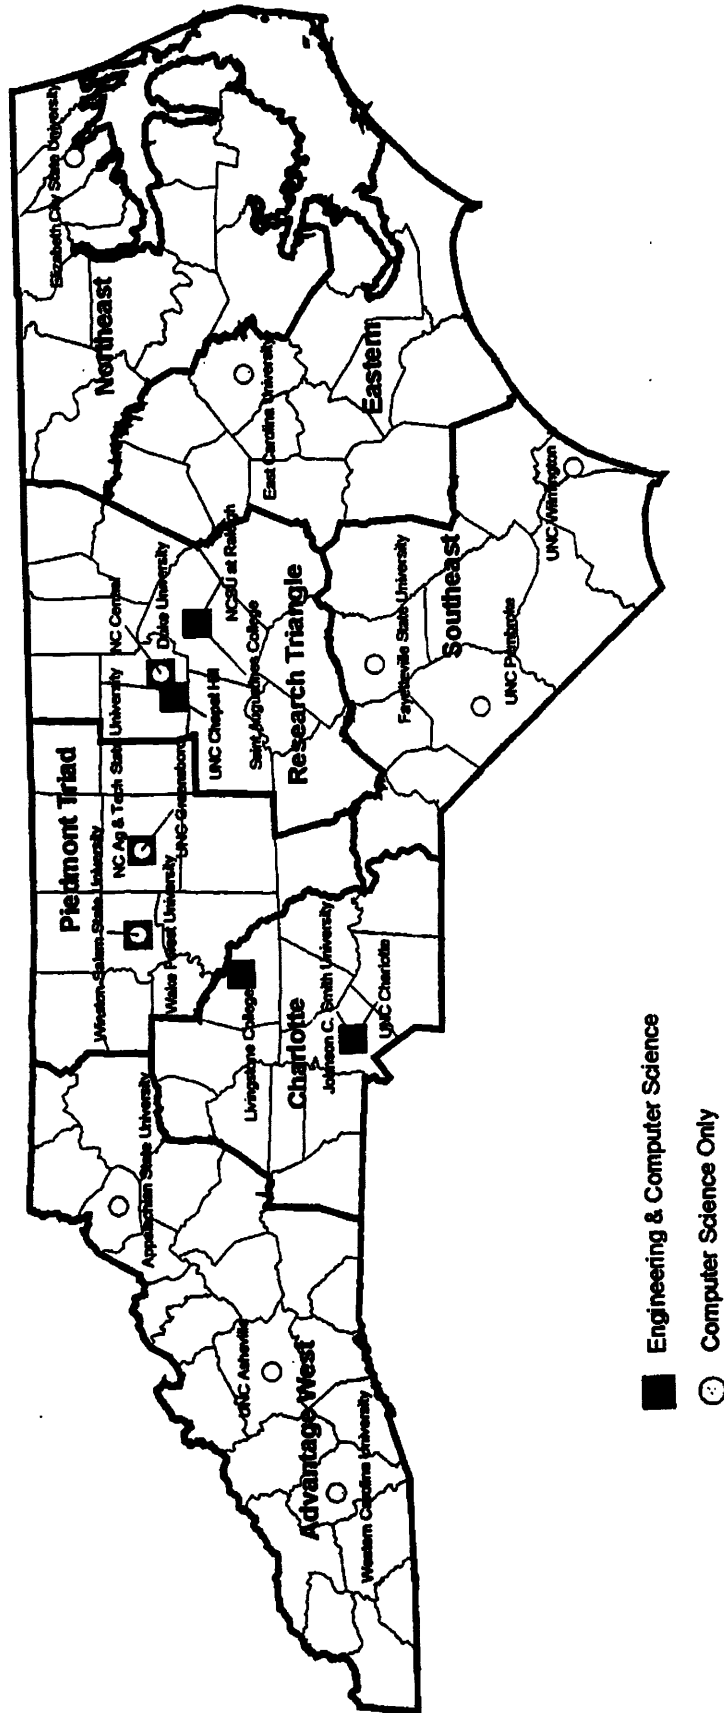 Piedmont Triad
Winston-Salem State University
NC Ag & Tech State University
NC Central
Duke University
Northeast
Elizabeth City State University
Appalachian State University
Wake Forest University
UNC Greensboro
UNC Chapel Hill
NCSU at Raleigh
Saint Augustines College
East Carolina University
UNC Asheville
Livingstone College
Charlotte
Research Triangle
Advantage West
Johnson C. Smith University
Eastern
Western Carolina University
UNC Charlotte
Fayetteville State University
Southeast
UNC Pembroke
UNC Wilmington
Engineering & Computer Science
Computer Science Only